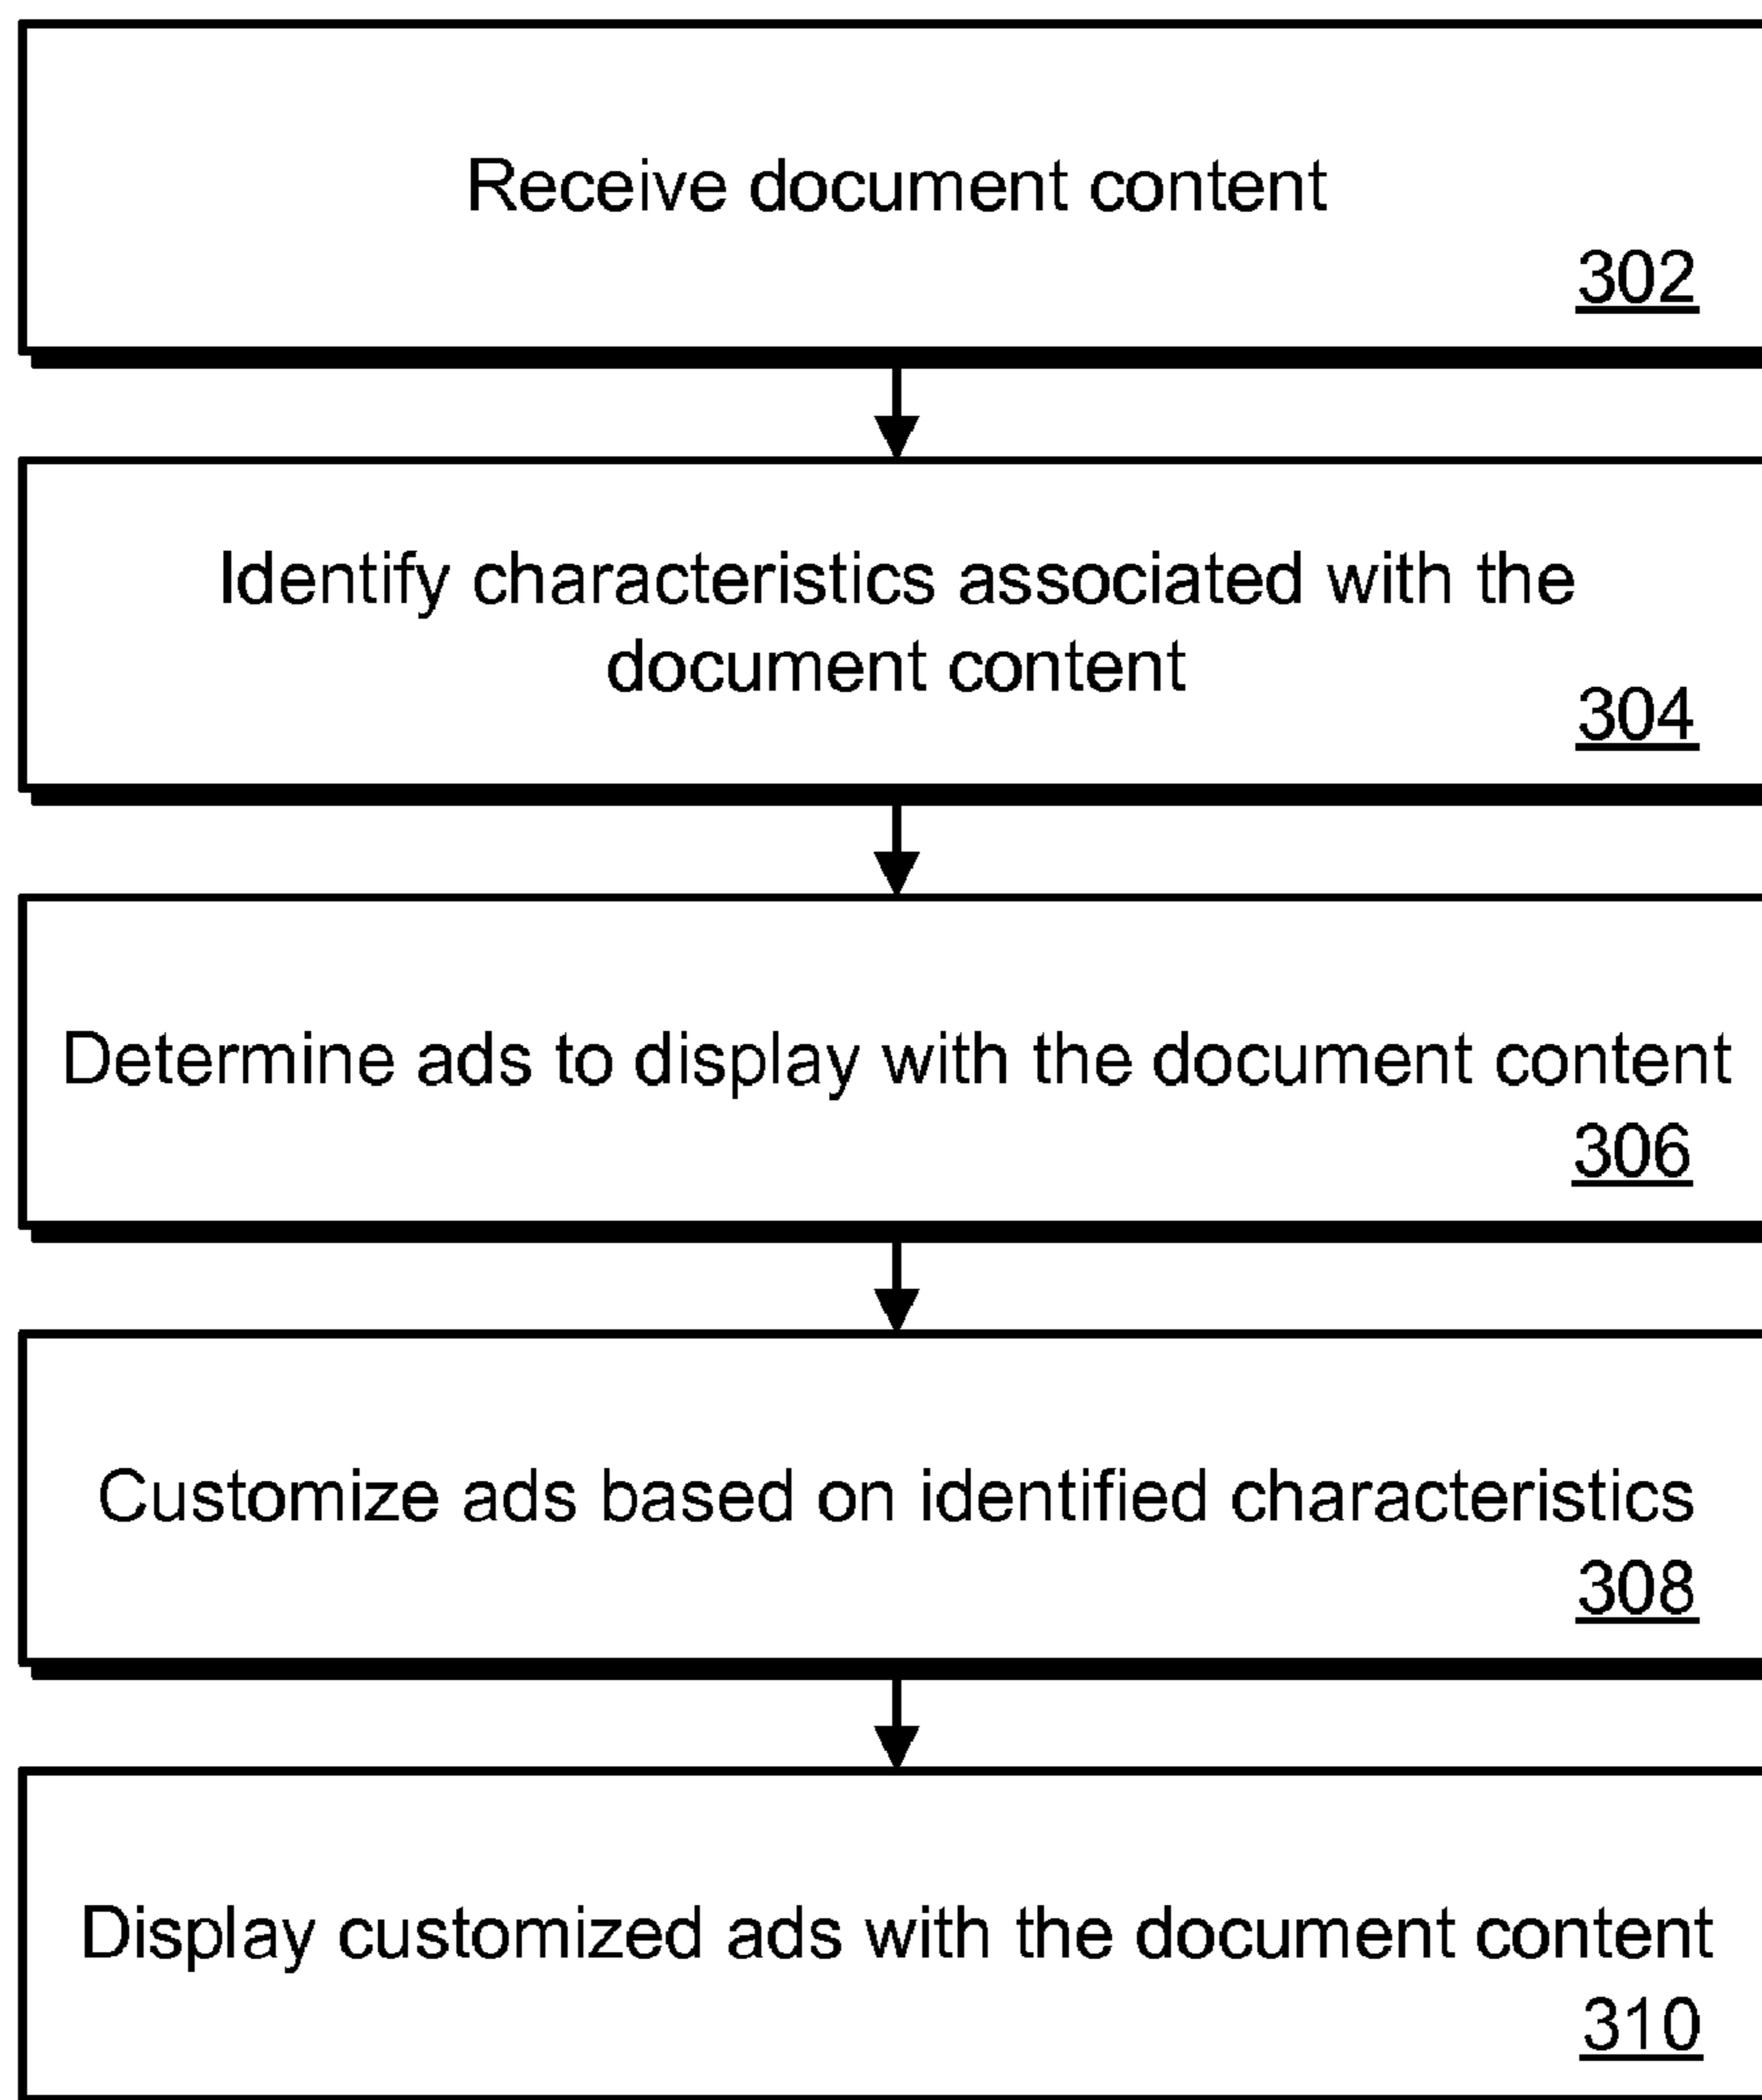 Receive document content
302
Identify characteristics associated with the
document content
304
Determine ads to display with the document content
306
Customize ads based on identified characteristics
308
Display customized ads with the document content
310